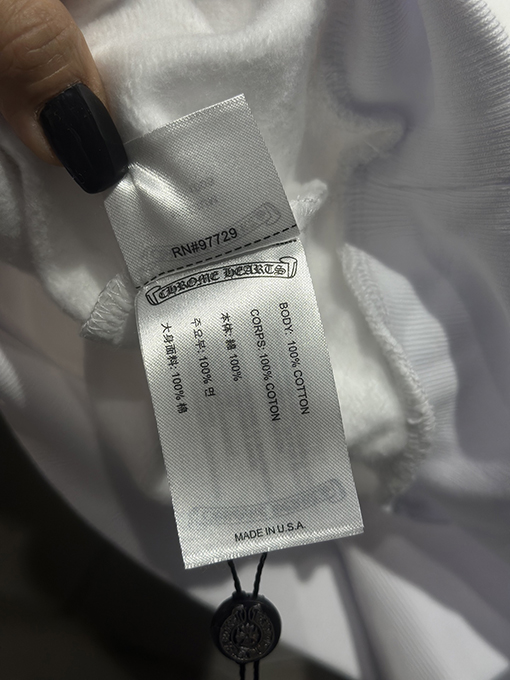 RN#97729
CHROME HEARTS
BODY: 100% COTTON
CORPS: 100% COTON
本体: 綿 100%
주요부: 100% 면
大身面料: 100% 棉
MADE IN U.S.A.